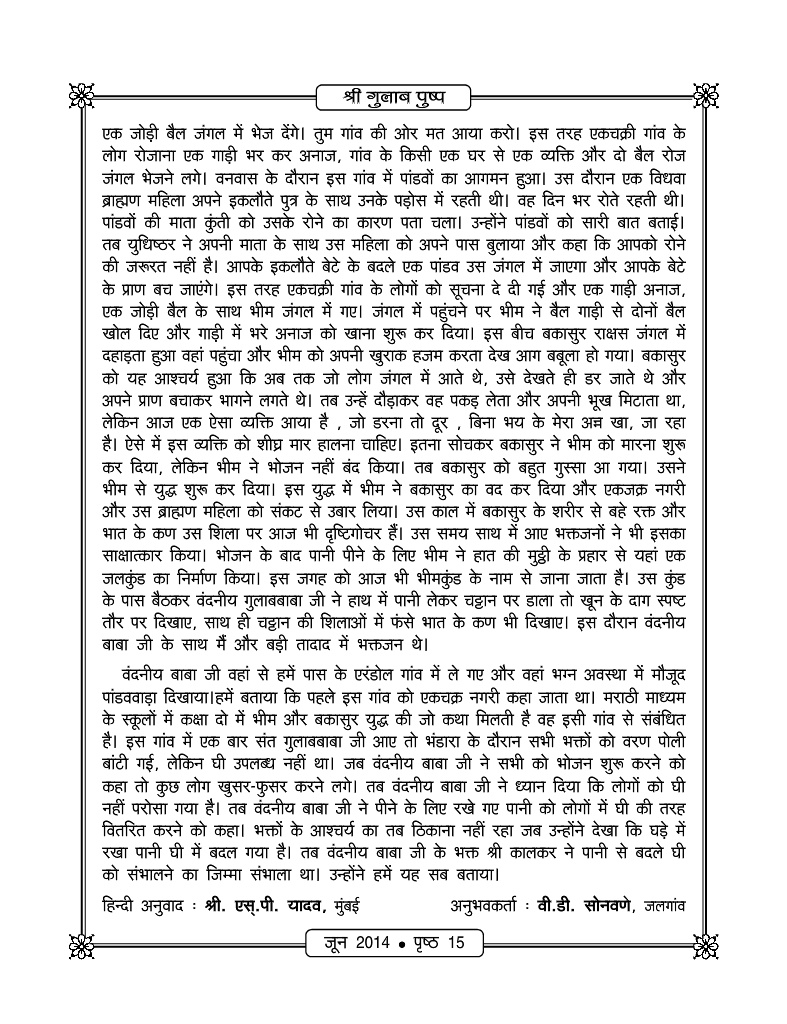 श्री गुलाब पुष्प
एक जोड़ी बैल जंगल में भेज देंगे। तुम गांव की ओर मत आया करो। इस तरह एकचक्री गांव के
लोग रोजाना एक गाड़ी भर कर अनाज, गांव के किसी एक घर से एक व्यक्ति और दो बैल रोज
जंगल भेजने लगे। वनवास के दौरान इस गांव में पांडवों का आगमन हुआ। उस दौरान एक विधवा
ब्राह्मण महिला अपने इकलौते पुत्र के साथ उनके पड़ोस में रहती थी। वह दिन भर रोते रहती थी।
पांडवों की माता कुंती को उसके रोने का कारण पता चला। उन्होंने पांडवों को सारी बात बताई।
तब युधिष्ठर ने अपनी माता के साथ उस महिला को अपने पास बुलाया और कहा कि आपको रोने
की जरूरत नहीं है। आपके इकलौते बेटे के बदले एक पांडव उस जंगल में जाएगा और आपके बेटे
के प्राण बच जाएंगे। इस तरह एकचक्री गांव के लोगों को सूचना दे दी गई और एक गाड़ी अनाज,
एक जोड़ी बैल के साथ भीम जंगल में गए। जंगल में पहुंचने पर भीम ने बैल गाड़ी से दोनों बैल
खोल दिए और गाड़ी में भरे अनाज को खाना शुरू कर दिया। इस बीच बकासुर राक्षस जंगल में
दहाड़ता हुआ वहां पहुंचा और भीम को अपनी खुराक हजम करता देख आग बबूला हो गया। बकासुर
को यह आश्चर्य हुआ कि अब तक जो लोग जंगल में आते थे, उसे देखते ही डर जाते थे और
अपने प्राण बचाकर भागने लगते थे। तब उन्हें दौड़ाकर वह पकड़ लेता और अपनी भूख मिटाता था,
लेकिन आज एक ऐसा व्यक्ति आया है , जो डरना तो दूर , बिना भय के मेरा अन्न खा, जा रहा
है। ऐसे में इस व्यक्ति को शीघ्र मार हालना चाहिए। इतना सोचकर बकासुर ने भीम को मारना शुरू
कर दिया, लेकिन भीम ने भोजन नहीं बंद किया। तब बकासुर को बहुत गुस्सा आ गया। उसने
भीम से युद्ध शुरू कर दिया। इस युद्ध में भीम ने बकासुर का वद कर दिया और एकजक्र नगरी
और उस ब्राह्मण महिला को संकट से उबार लिया। उस काल में बकासुर के शरीर से बहे रक्त और
भात के कण उस शिला पर आज भी दृष्टिगोचर हैं। उस समय साथ में आए भक्तजनों ने भी इसका
साक्षात्कार किया। भोजन के बाद पानी पीने के लिए भीम ने हात की मुट्ठी के प्रहार से यहां एक
जलकुंड का निर्माण किया। इस जगह को आज भी भीमकुंड के नाम से जाना जाता है। उस कुंड
के पास बैठकर वंदनीय गुलाबबाबा जी ने हाथ में पानी लेकर चट्टान पर डाला तो खून के दाग स्पष्ट
तौर पर दिखाए, साथ ही चट्टान की शिलाओं में फंसे भात के कण भी दिखाए। इस दौरान वंदनीय
बाबा जी के साथ मैं और बड़ी तादाद में भक्तजन थे।
वंदनीय बाबा जी वहां से हमें पास के एरंडोल गांव में ले गए और वहां भग्न अवस्था में मौजूद
पांडववाड़ा दिखाया।हमें बताया कि पहले इस गांव को एकचक्र नगरी कहा जाता था। मराठी माध्यम
के स्कूलों में कक्षा दो में भीम और बकासुर युद्ध की जो कथा मिलती है वह इसी गांव से संबंधित
है। इस गांव में एक बार संत गुलाबबाबा जी आए तो भंडारा के दौरान सभी भक्तों को वरण पोली
बांटी गई, लेकिन घी उपलब्ध नहीं था। जब वंदनीय बाबा जी ने सभी को भोजन शुरू करने को
कहा तो कुछ लोग खुसर-फुसर करने लगे। तब वंदनीय बाबा जी ने ध्यान दिया कि लोगों को घी
नहीं परोसा गया है। तब वंदनीय बाबा जी ने पीने के लिए रखे गए पानी को लोगों में घी की तरह
वितरित करने को कहा। भक्तों के आश्चर्य का तब ठिकाना नहीं रहा जब उन्होंने देखा कि घड़े में
रखा पानी घी में बदल गया है। तब वंदनीय बाबा जी के भक्त श्री कालकर ने पानी से बदले घी
को संभालने का जिम्मा संभाला था। उन्होंने हमें यह सब बताया।
हिन्दी अनुवाद : श्री. एस्.पी. यादव, मुंबई अनुभवकर्ता : वी.डी. सोनवणे, जलगांव
जून 2014 ● पृष्ठ 15